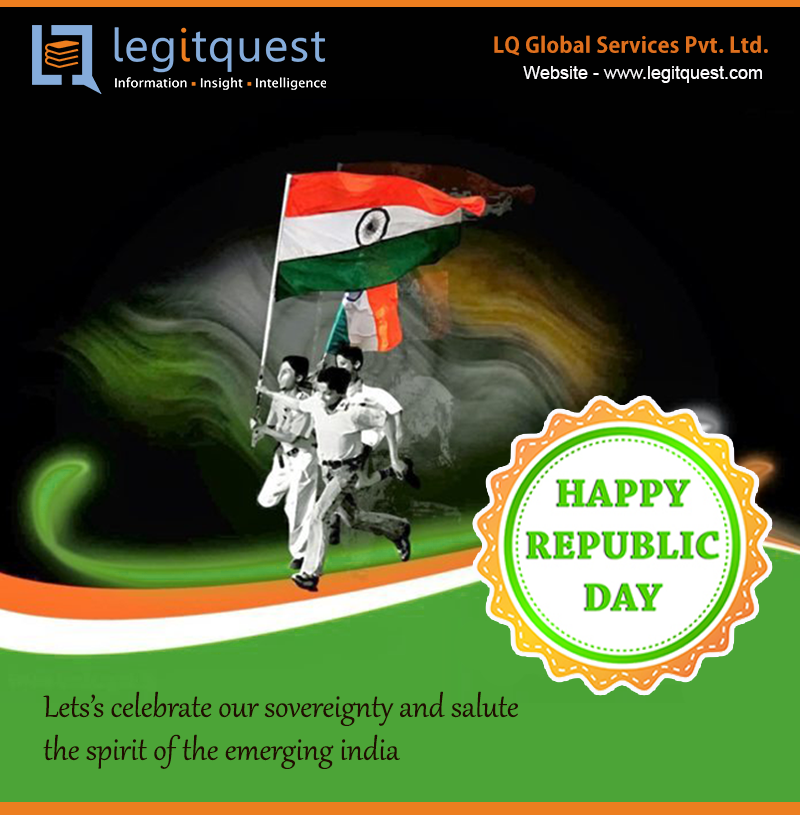 legitquest
Information ▪ Insight ▪ Intelligence
LQ Global Services Pvt. Ltd.
Website - www.legitquest.com
HAPPY
REPUBLIC
DAY
Lets's celebrate our sovereignty and salute
the spirit of the emerging india